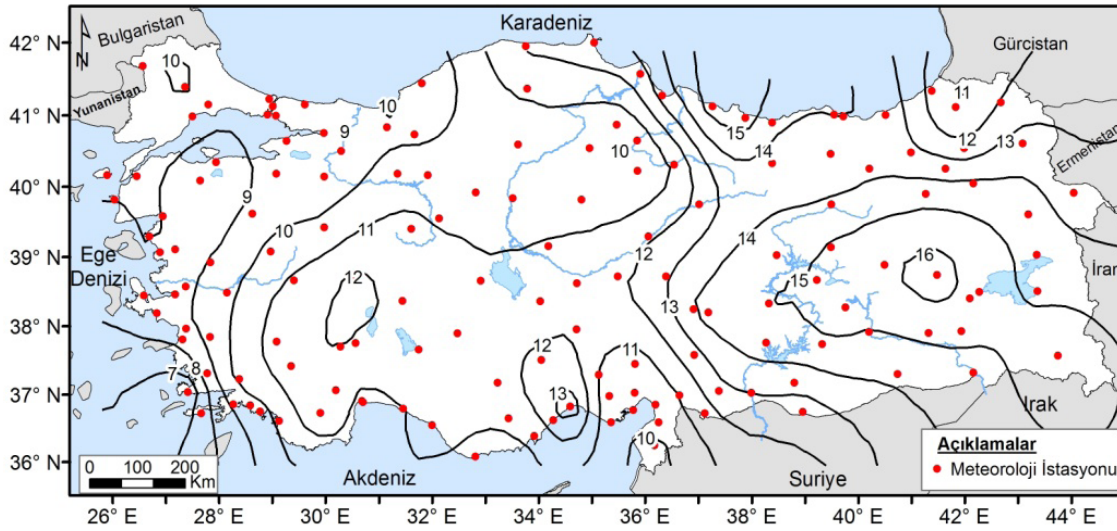 Karadeniz
Bulgaristan
Gürcistan
Yunanistan
Ermenistan
Ege
Denizi
İran
Irak
Akdeniz
Suriye
N
42° N
41° N
40° N
39° N
38° N
37° N
36° N
10
9
10
10
15
14
11
12
13
9
10
11
12
12
13
14
15
16
12
13
11
10
8
7
0 50 100 200
Km
Açıklamalar
Meteoroloji İstasyonu
26° E 28° E 30° E 32° E 34° E 36° E 38° E 40° E 42° E 44° E